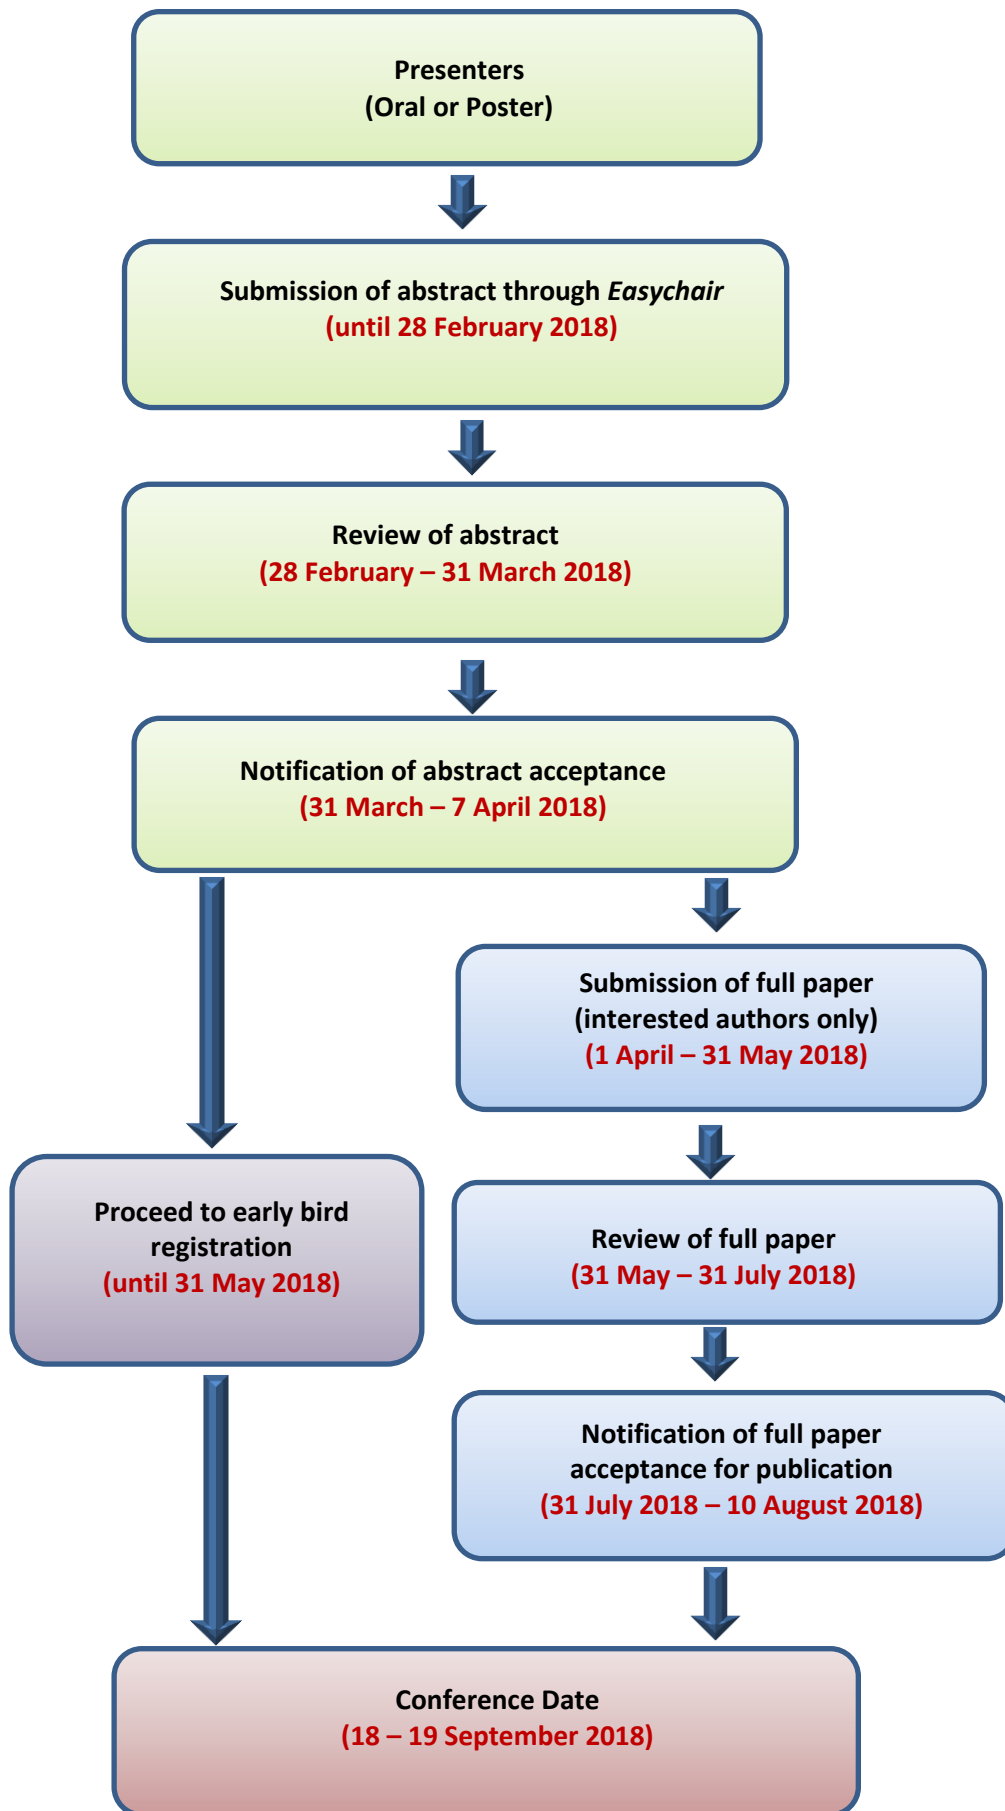 Presenters
(Oral or Poster)
Submission of abstract through Easychair
(until 28 February 2018)
Review of abstract
(28 February – 31 March 2018)
Notification of abstract acceptance
(31 March – 7 April 2018)
Submission of full paper
(interested authors only)
(1 April – 31 May 2018)
Proceed to early bird
registration
(until 31 May 2018)
Review of full paper
(31 May – 31 July 2018)
Notification of full paper
acceptance for publication
(31 July 2018 – 10 August 2018)
Conference Date
(18 – 19 September 2018)